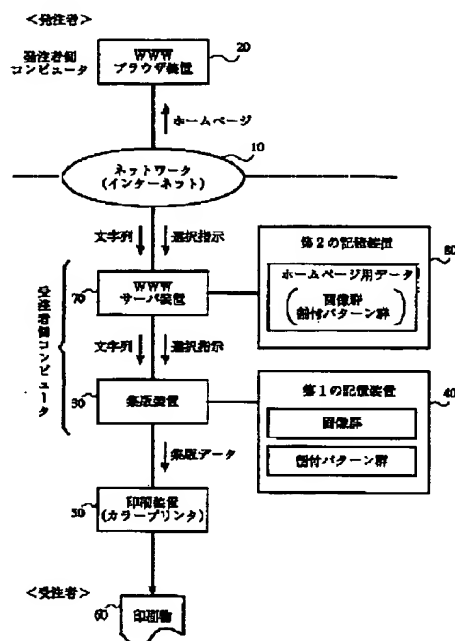 <発注者>
発注者側
コンピュータ
WWW
ブラウザ装置
20
ホームページ
10
ネットワーク
(インターネット)
文字列
選択指示
第2の記憶装置
80
ホームページ用データ
画像群
割付パターン群
WWW
サーバ装置
70
受注者側コンピュータ
文字列
選択指示
第1の記憶装置
40
画像群
割付パターン群
集版装置
30
集版データ
印刷装置
(カラープリンタ)
50
<受注者>
60
印刷物